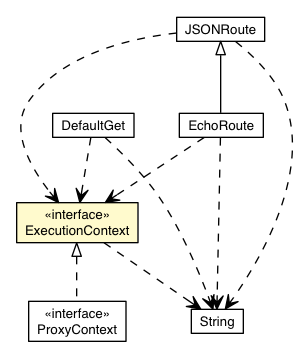 JSONRoute
DefaultGet
EchoRoute
«interface»
ExecutionContext
«interface»
ProxyContext
String